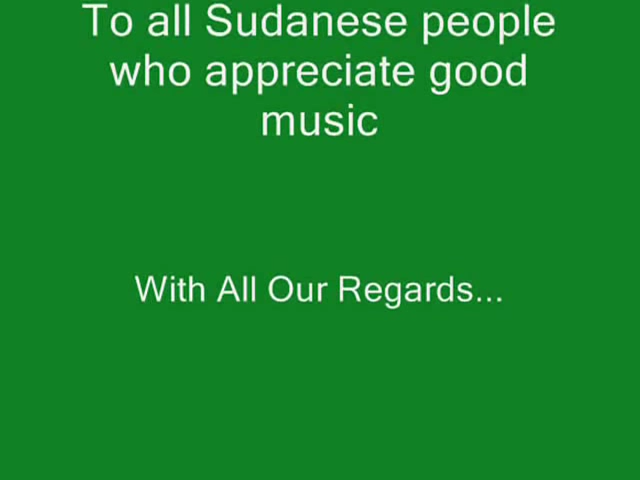 To all Sudanese people
who appreciate good
music
With All Our Regards...